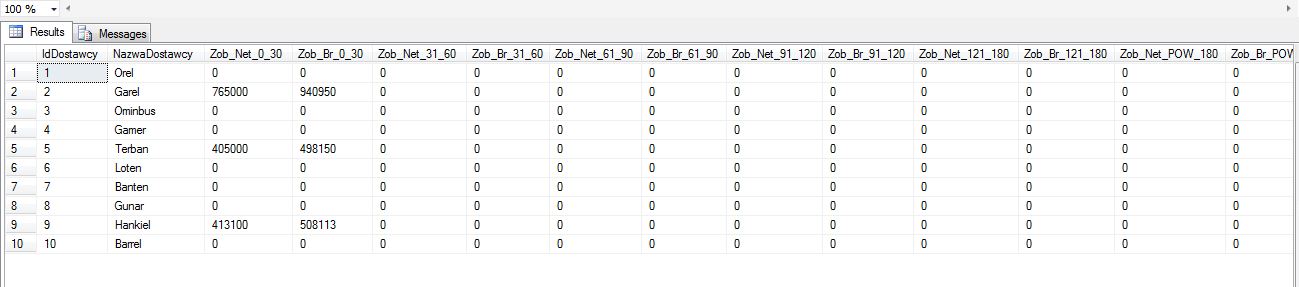 100 %
Results Messages
IdDostawcy NazwaDostawcy Zob_Net_0_30 Zob_Br_0_30 Zob_Net_31_60 Zob_Br_31_60 Zob_Net_61_90 Zob_Br_61_90 Zob_Net_91_120 Zob_Br_91_120 Zob_Net_121_180 Zob_Br_121_180 Zob_Net_POW_180 Zob_Br_POW
1 1 Orel 0 0 0 0 0 0 0 0 0 0 0 0
2 2 Garel 765000 940950 0 0 0 0 0 0 0 0 0 0
3 3 Ominbus 0 0 0 0 0 0 0 0 0 0 0 0
4 4 Gamer 0 0 0 0 0 0 0 0 0 0 0 0
5 5 Terban 405000 498150 0 0 0 0 0 0 0 0 0 0
6 6 Loten 0 0 0 0 0 0 0 0 0 0 0 0
7 7 Banten 0 0 0 0 0 0 0 0 0 0 0 0
8 8 Gunar 0 0 0 0 0 0 0 0 0 0 0 0
9 9 Hankiel 413100 508113 0 0 0 0 0 0 0 0 0 0
10 10 Barrel 0 0 0 0 0 0 0 0 0 0 0 0